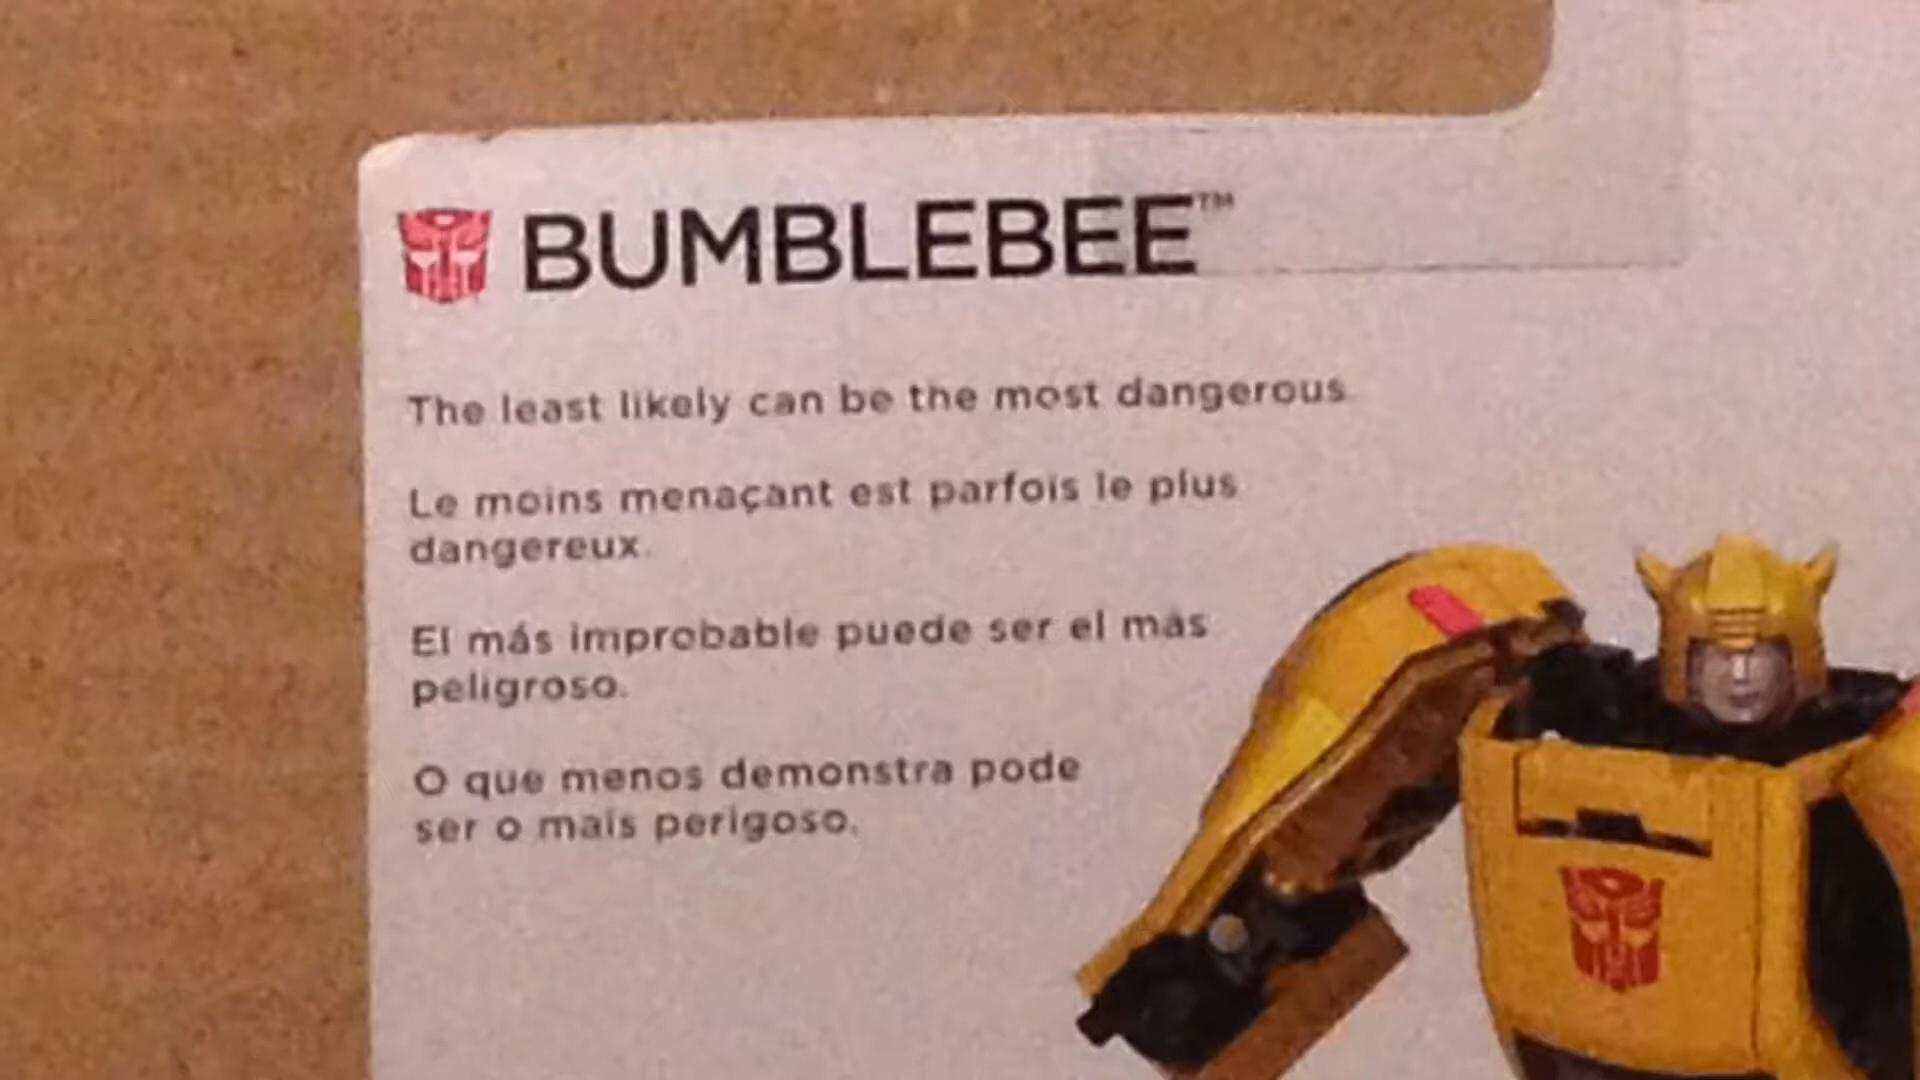 BUMBLEBEE™
The least likely can be the most dangerous.
Le moins menaçant est parfois le plus
dangereux.
El más improbable puede ser el más
peligroso.
O que menos demonstra pode
ser o mais perigoso.